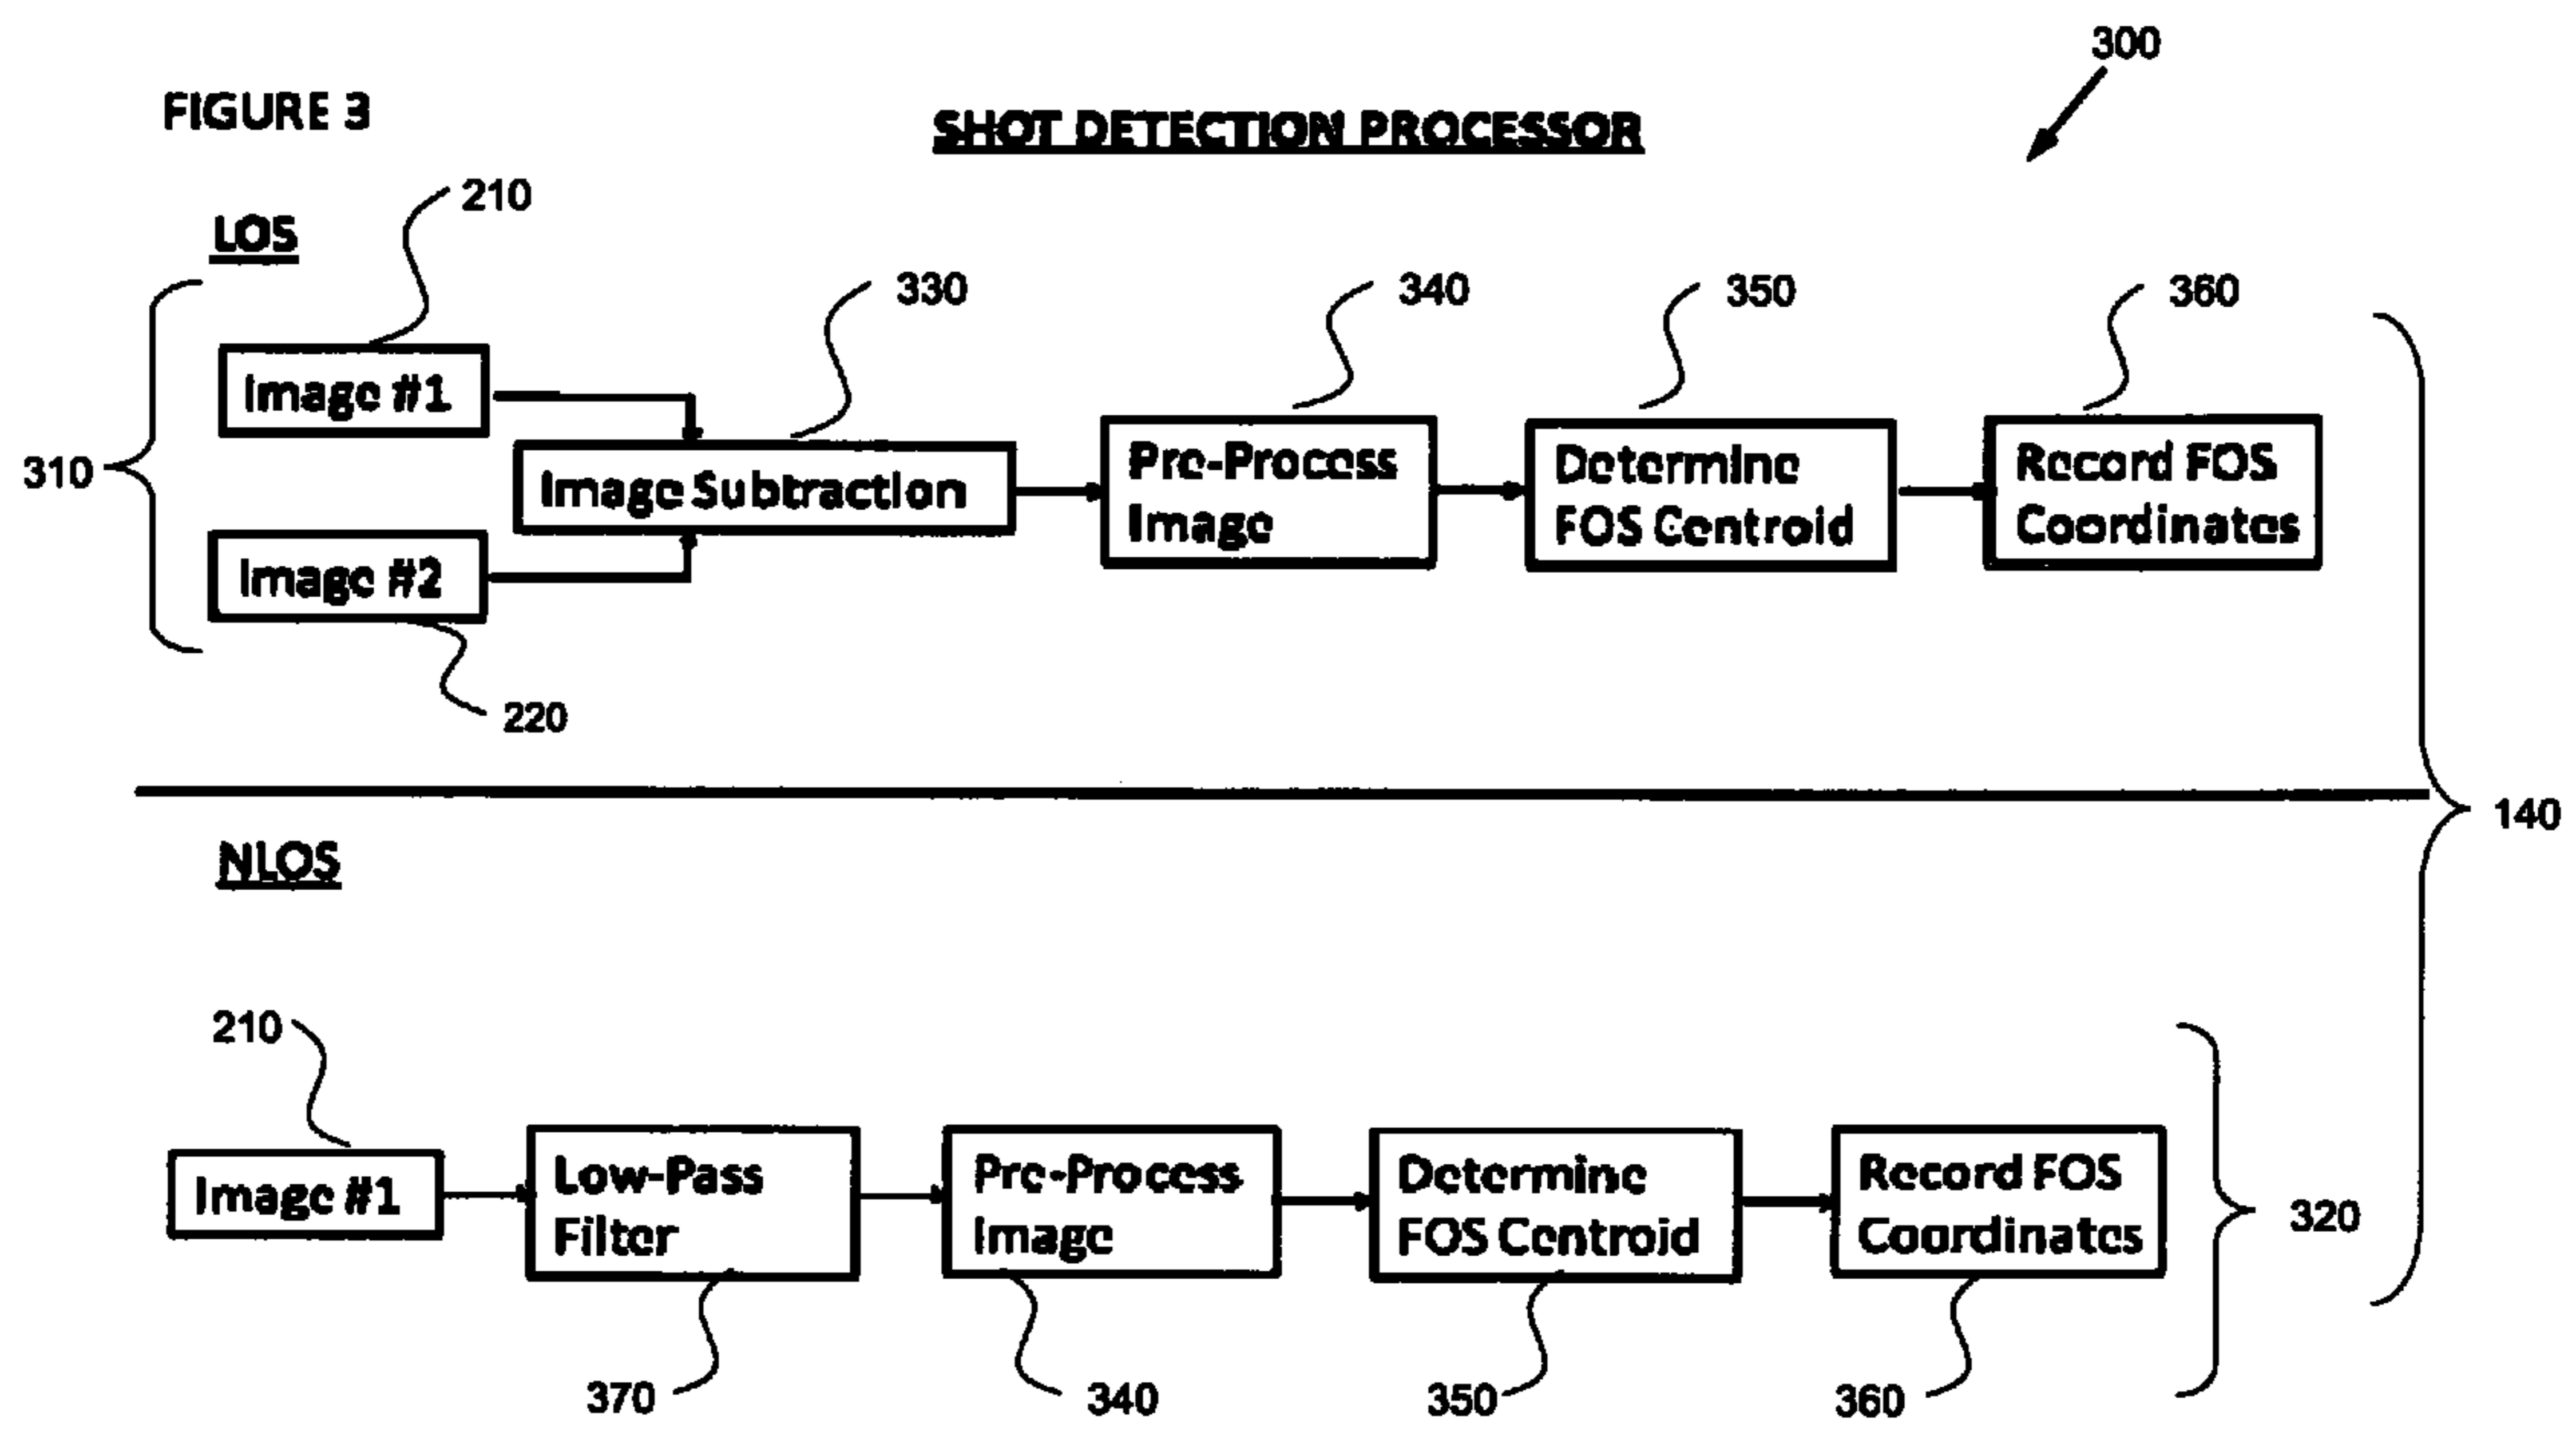 300
FIGURE 3
SHOT DETECTION PROCESSOR
210
LOS
330
340
350
360
Image #1
310
Image Subtraction
Pre-Process
Image
Determine
FOS Centroid
Record FOS
Coordinates
Image #2
220
140
NLOS
210
Image #1
Low-Pass
Filter
Pre-Process
Image
Determine
FOS Centroid
Record FOS
Coordinates
320
370
340
350
360